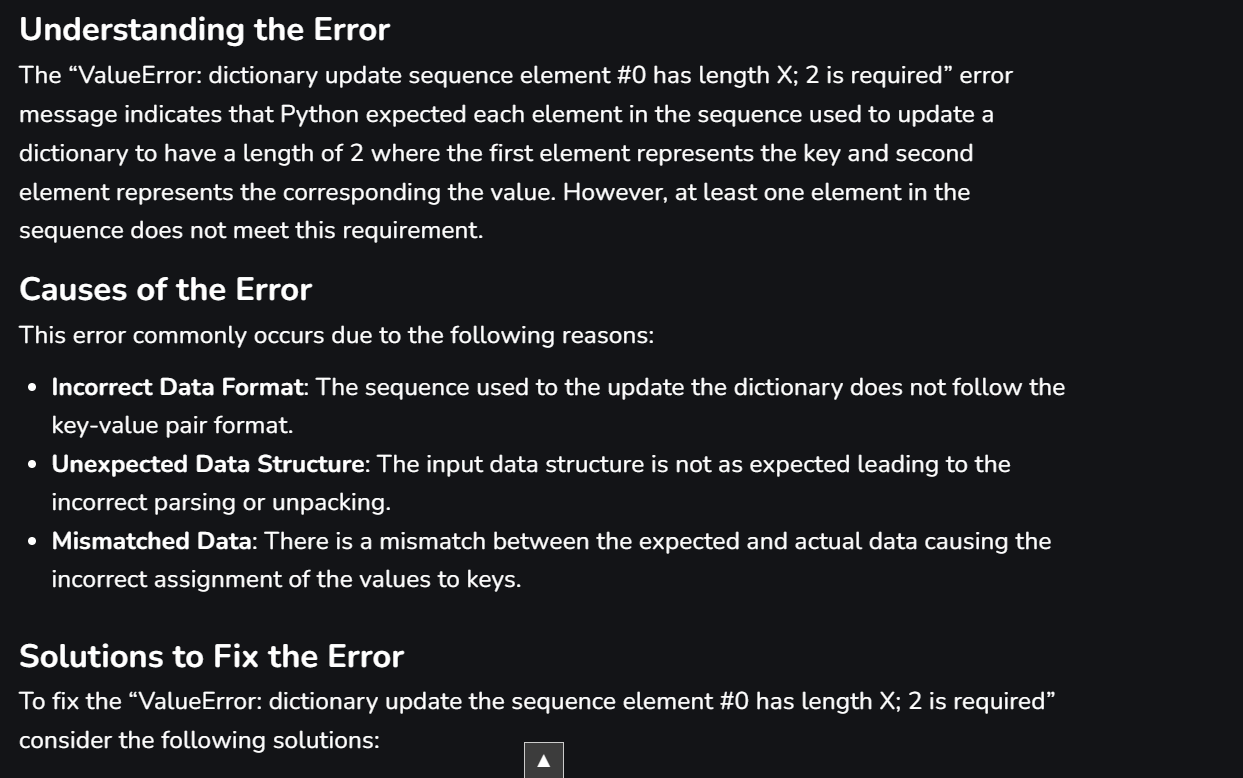 Understanding the Error
The “ValueError: dictionary update sequence element #0 has length X; 2 is required” error
message indicates that Python expected each element in the sequence used to update a
dictionary to have a length of 2 where the first element represents the key and second
element represents the corresponding the value. However, at least one element in the
sequence does not meet this requirement.
Causes of the Error
This error commonly occurs due to the following reasons:
• Incorrect Data Format: The sequence used to the update the dictionary does not follow the
key-value pair format.
• Unexpected Data Structure: The input data structure is not as expected leading to the
incorrect parsing or unpacking.
• Mismatched Data: There is a mismatch between the expected and actual data causing the
incorrect assignment of the values to keys.
Solutions to Fix the Error
To fix the “ValueError: dictionary update the sequence element #0 has length X; 2 is required”
consider the following solutions: